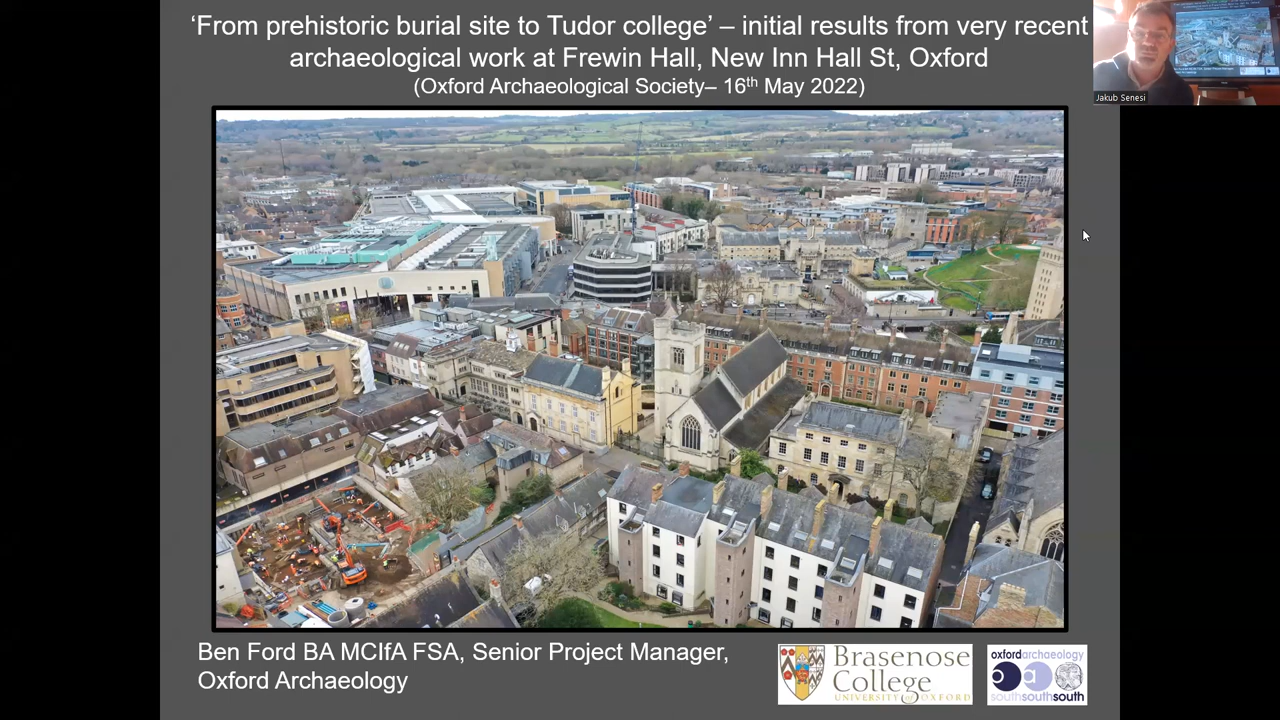 ‘From prehistoric burial site to Tudor college’ – initial results from very recent
archaeological work at Frewin Hall, New Inn Hall St, Oxford
(Oxford Archaeological Society– 16th May 2022)
Jakub Senesi
Ben Ford BA MCIfA FSA, Senior Project Manager,
Oxford Archaeology
Brasenose
College
UNIVERSITY of OXFORD
oxfordarchaeology
oa
southsouthsouth